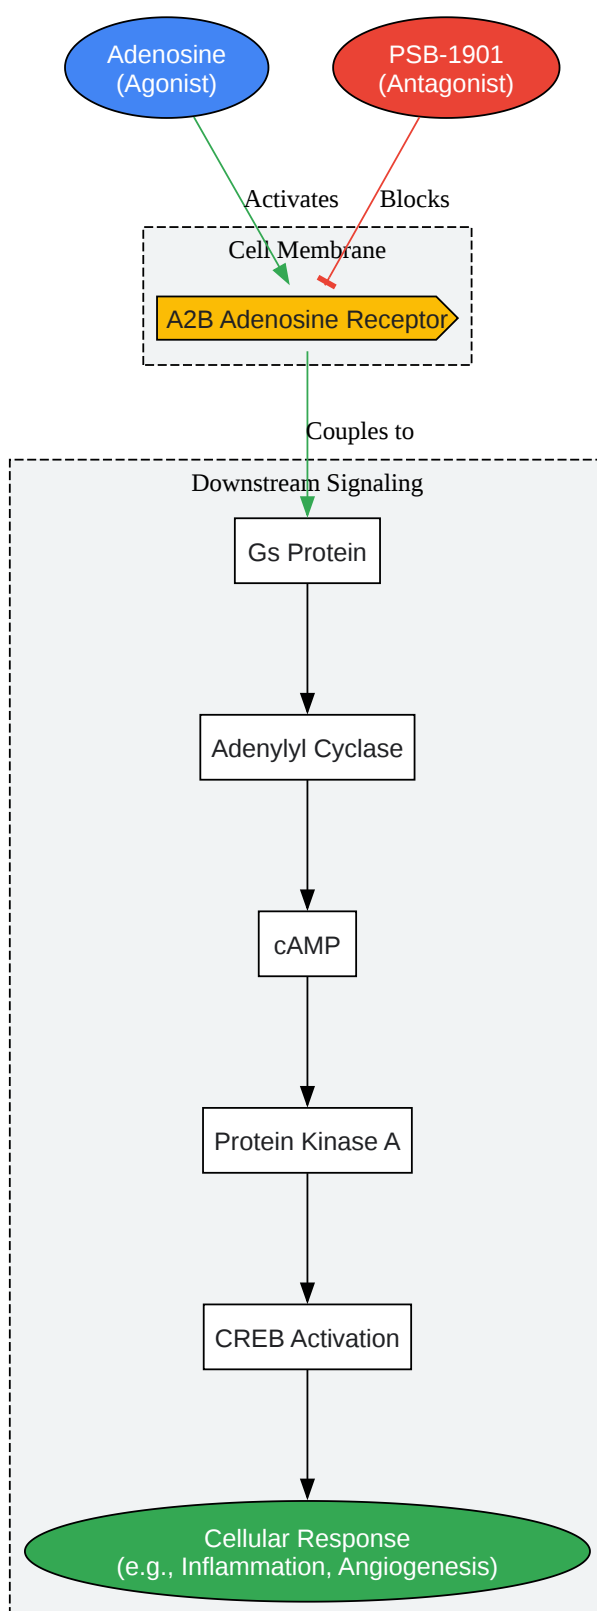 Adenosine
(Agonist)
PSB-1901
(Antagonist)
Activates
Blocks
Cell Membrane
A2B Adenosine Receptor
Couples to
Downstream Signaling
Gs Protein
Adenylyl Cyclase
cAMP
Protein Kinase A
CREB Activation
Cellular Response
(e.g., Inflammation, Angiogenesis)